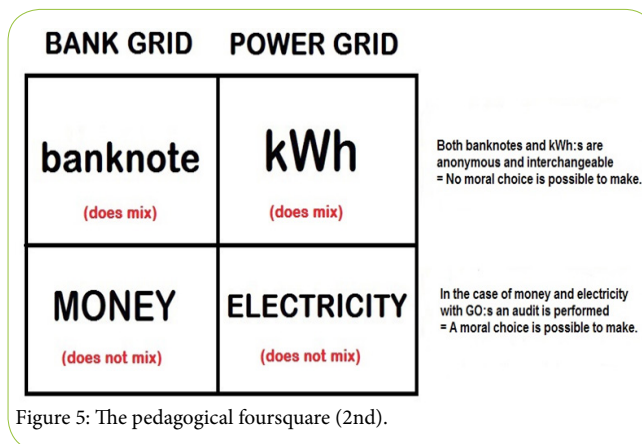 BANK GRID POWER GRID
banknote kWh
(does mix) (does mix)
Both banknotes and kWh:s are
anonymous and interchangeable
= No moral choice is possible to make.
MONEY ELECTRICITY
(does not mix) (does not mix)
In the case of money and electricity
with GO:s an audit is performed
= A moral choice is possible to make.
Figure 5: The pedagogical foursquare (2nd).